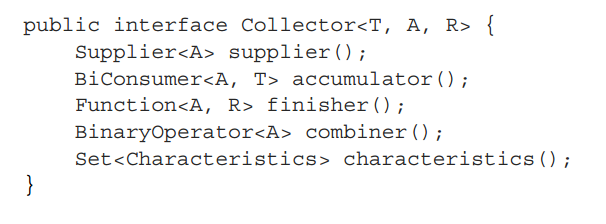 public interface Collector<T, A, R> {
    Supplier<A> supplier();
    BiConsumer<A, T> accumulator();
    Function<A, R> finisher();
    BinaryOperator<A> combiner();
    Set<Characteristics> characteristics();
}